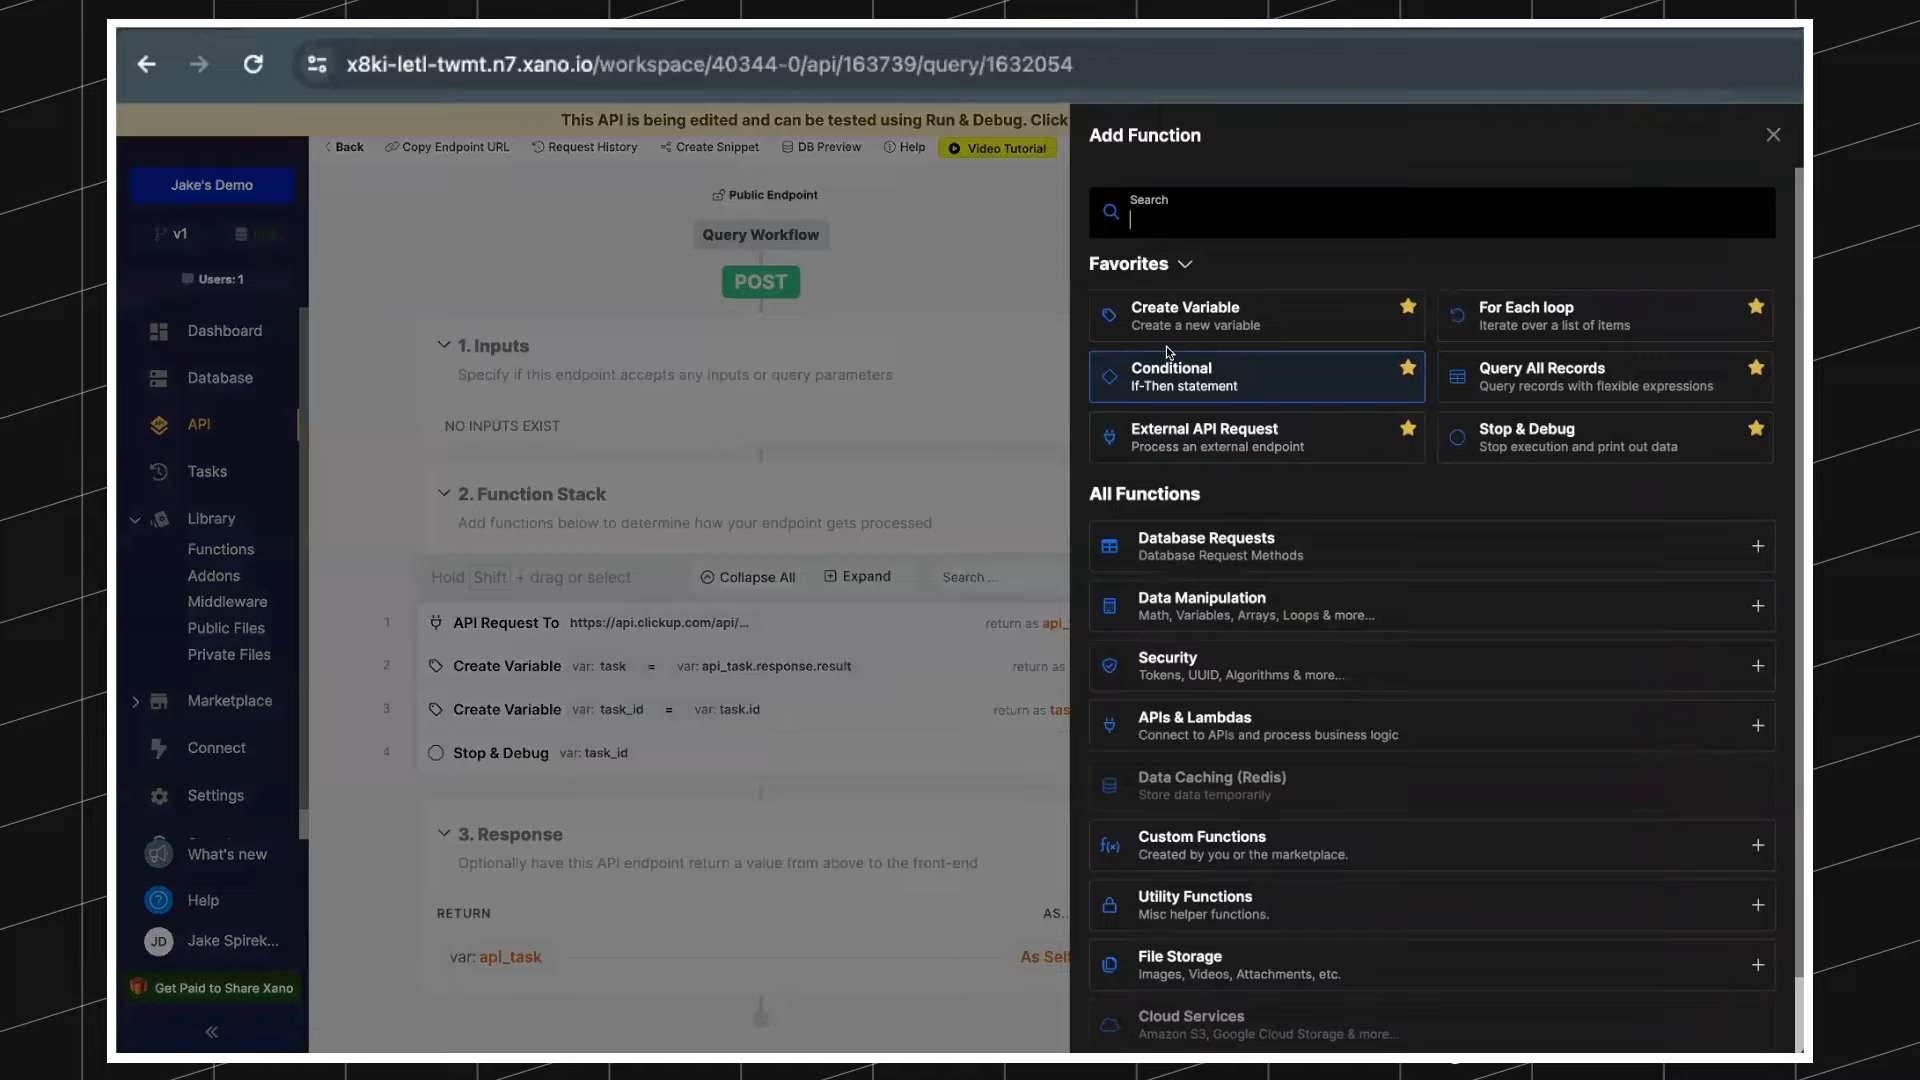 x8ki-letl-twmt.n7.xano.io/workspace/40344-0/api/163739/query/1632054
This API is being edited and can be tested using Run & Debug. Click
Back
Copy Endpoint URL
Request History
Create Snippet
DB Preview
Help
Video Tutorial
Jake's Demo
v1
Users: 1
Dashboard
Database
API
Tasks
Library
Functions
Addons
Middleware
Public Files
Private Files
Marketplace
Connect
Settings
What's new
Help
JD
Jake Spirek...
Get Paid to Share Xano
Public Endpoint
Query Workflow
POST
1. Inputs
Specify if this endpoint accepts any inputs or query parameters
NO INPUTS EXIST
2. Function Stack
Add functions below to determine how your endpoint gets processed
Hold Shift + drag or select
Collapse All
Expand
Search ...
1 API Request To https://api.clickup.com/api/... return as api_
2 Create Variable var: task = var: api_task.response.result return as
3 Create Variable var: task_id = var: task.id return as tas
4 Stop & Debug var: task_id
3. Response
Optionally have this API endpoint return a value from above to the front-end
RETURN
AS..
var: api_task
As Self
Add Function
Search
Favorites
Create Variable
Create a new variable
For Each loop
Iterate over a list of items
Conditional
If-Then statement
Query All Records
Query records with flexible expressions
External API Request
Process an external endpoint
Stop & Debug
Stop execution and print out data
All Functions
Database Requests
Database Request Methods
Data Manipulation
Math, Variables, Arrays, Loops & more...
Security
Tokens, UUID, Algorithms & more...
APIs & Lambdas
Connect to APIs and process business logic
Data Caching (Redis)
Store data temporarily
f(x)
Custom Functions
Created by you or the marketplace.
Utility Functions
Misc helper functions.
File Storage
Images, Videos, Attachments, etc.
Cloud Services
Amazon S3, Google Cloud Storage & more...